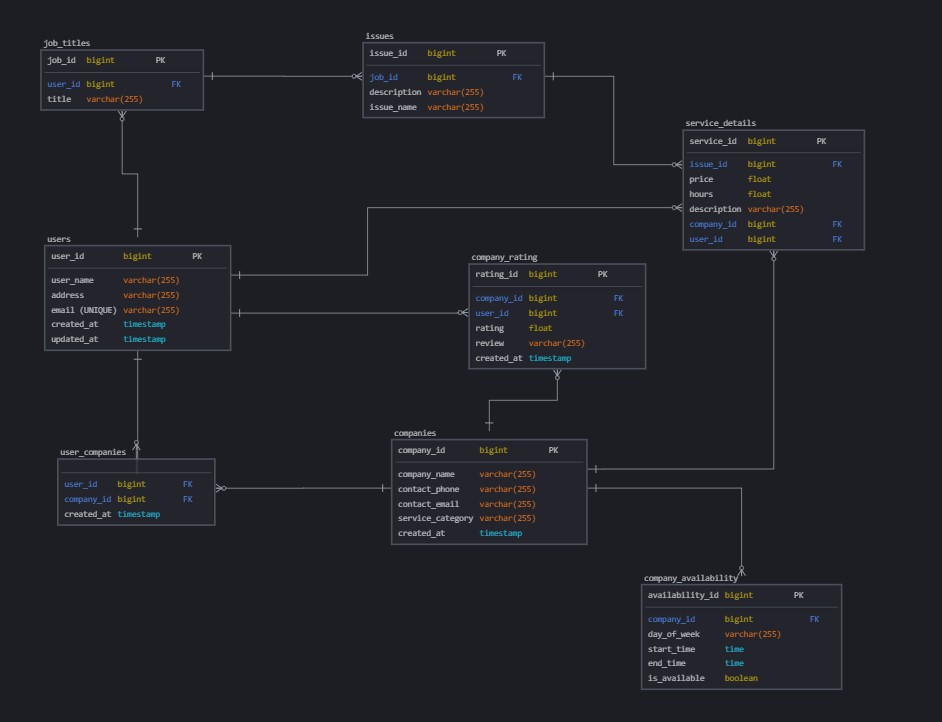 job_titles
job_id bigint PK
user_id bigint FK
title varchar(255)
issues
issue_id bigint PK
job_id bigint FK
description varchar(255)
issue_name varchar(255)
service_details
service_id bigint PK
issue_id bigint FK
price float
hours float
description varchar(255)
company_id bigint FK
user_id bigint FK
users
user_id bigint PK
user_name varchar(255)
address varchar(255)
email (UNIQUE) varchar(255)
created_at timestamp
updated_at timestamp
company_rating
rating_id bigint PK
company_id bigint FK
user_id bigint FK
rating float
review varchar(255)
created_at timestamp
user_companies
user_id bigint FK
company_id bigint FK
created_at timestamp
companies
company_id bigint PK
company_name varchar(255)
contact_phone varchar(255)
contact_email varchar(255)
service_category varchar(255)
created_at timestamp
company_availability
availability_id bigint PK
company_id bigint FK
day_of_week varchar(255)
start_time time
end_time time
is_available boolean